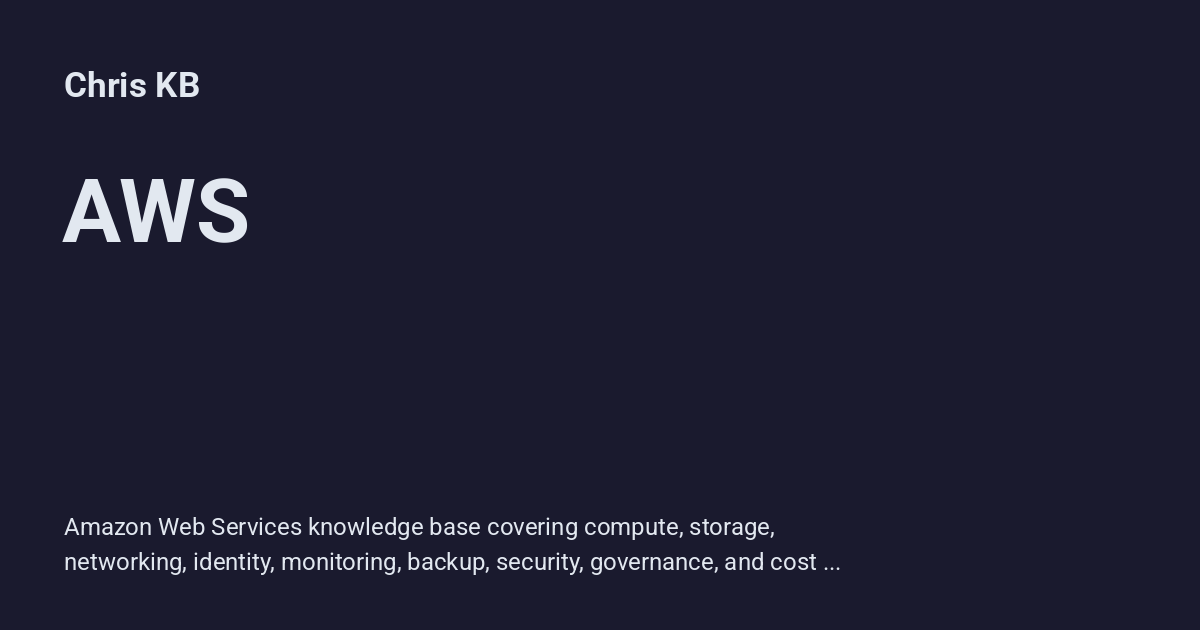 Chris KB
AWS
Amazon Web Services knowledge base covering compute, storage,
networking, identity, monitoring, backup, security, governance, and cost ...